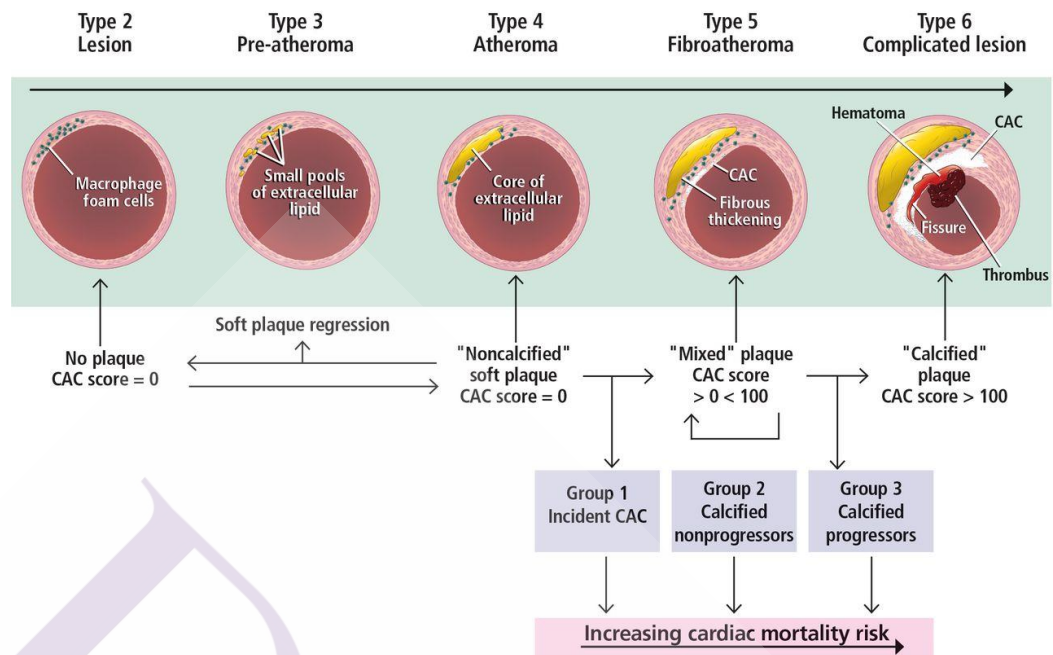 Type 2
Lesion
Type 3
Pre-atheroma
Type 4
Atheroma
Type 5
Fibroatheroma
Type 6
Complicated lesion
Macrophage
foam cells
Small pools
of extracellular
lipid
Core of
extracellular
lipid
CAC
Fibrous
thickening
Hematoma
CAC
Fissure
Thrombus
No plaque
CAC score = 0
Soft plaque regression
"Noncalcified"
soft plaque
CAC score = 0
"Mixed" plaque
CAC score
> 0 < 100
"Calcified"
plaque
CAC score > 100
Group 1
Incident CAC
Group 2
Calcified
nonprogressors
Group 3
Calcified
progressors
Increasing cardiac mortality risk